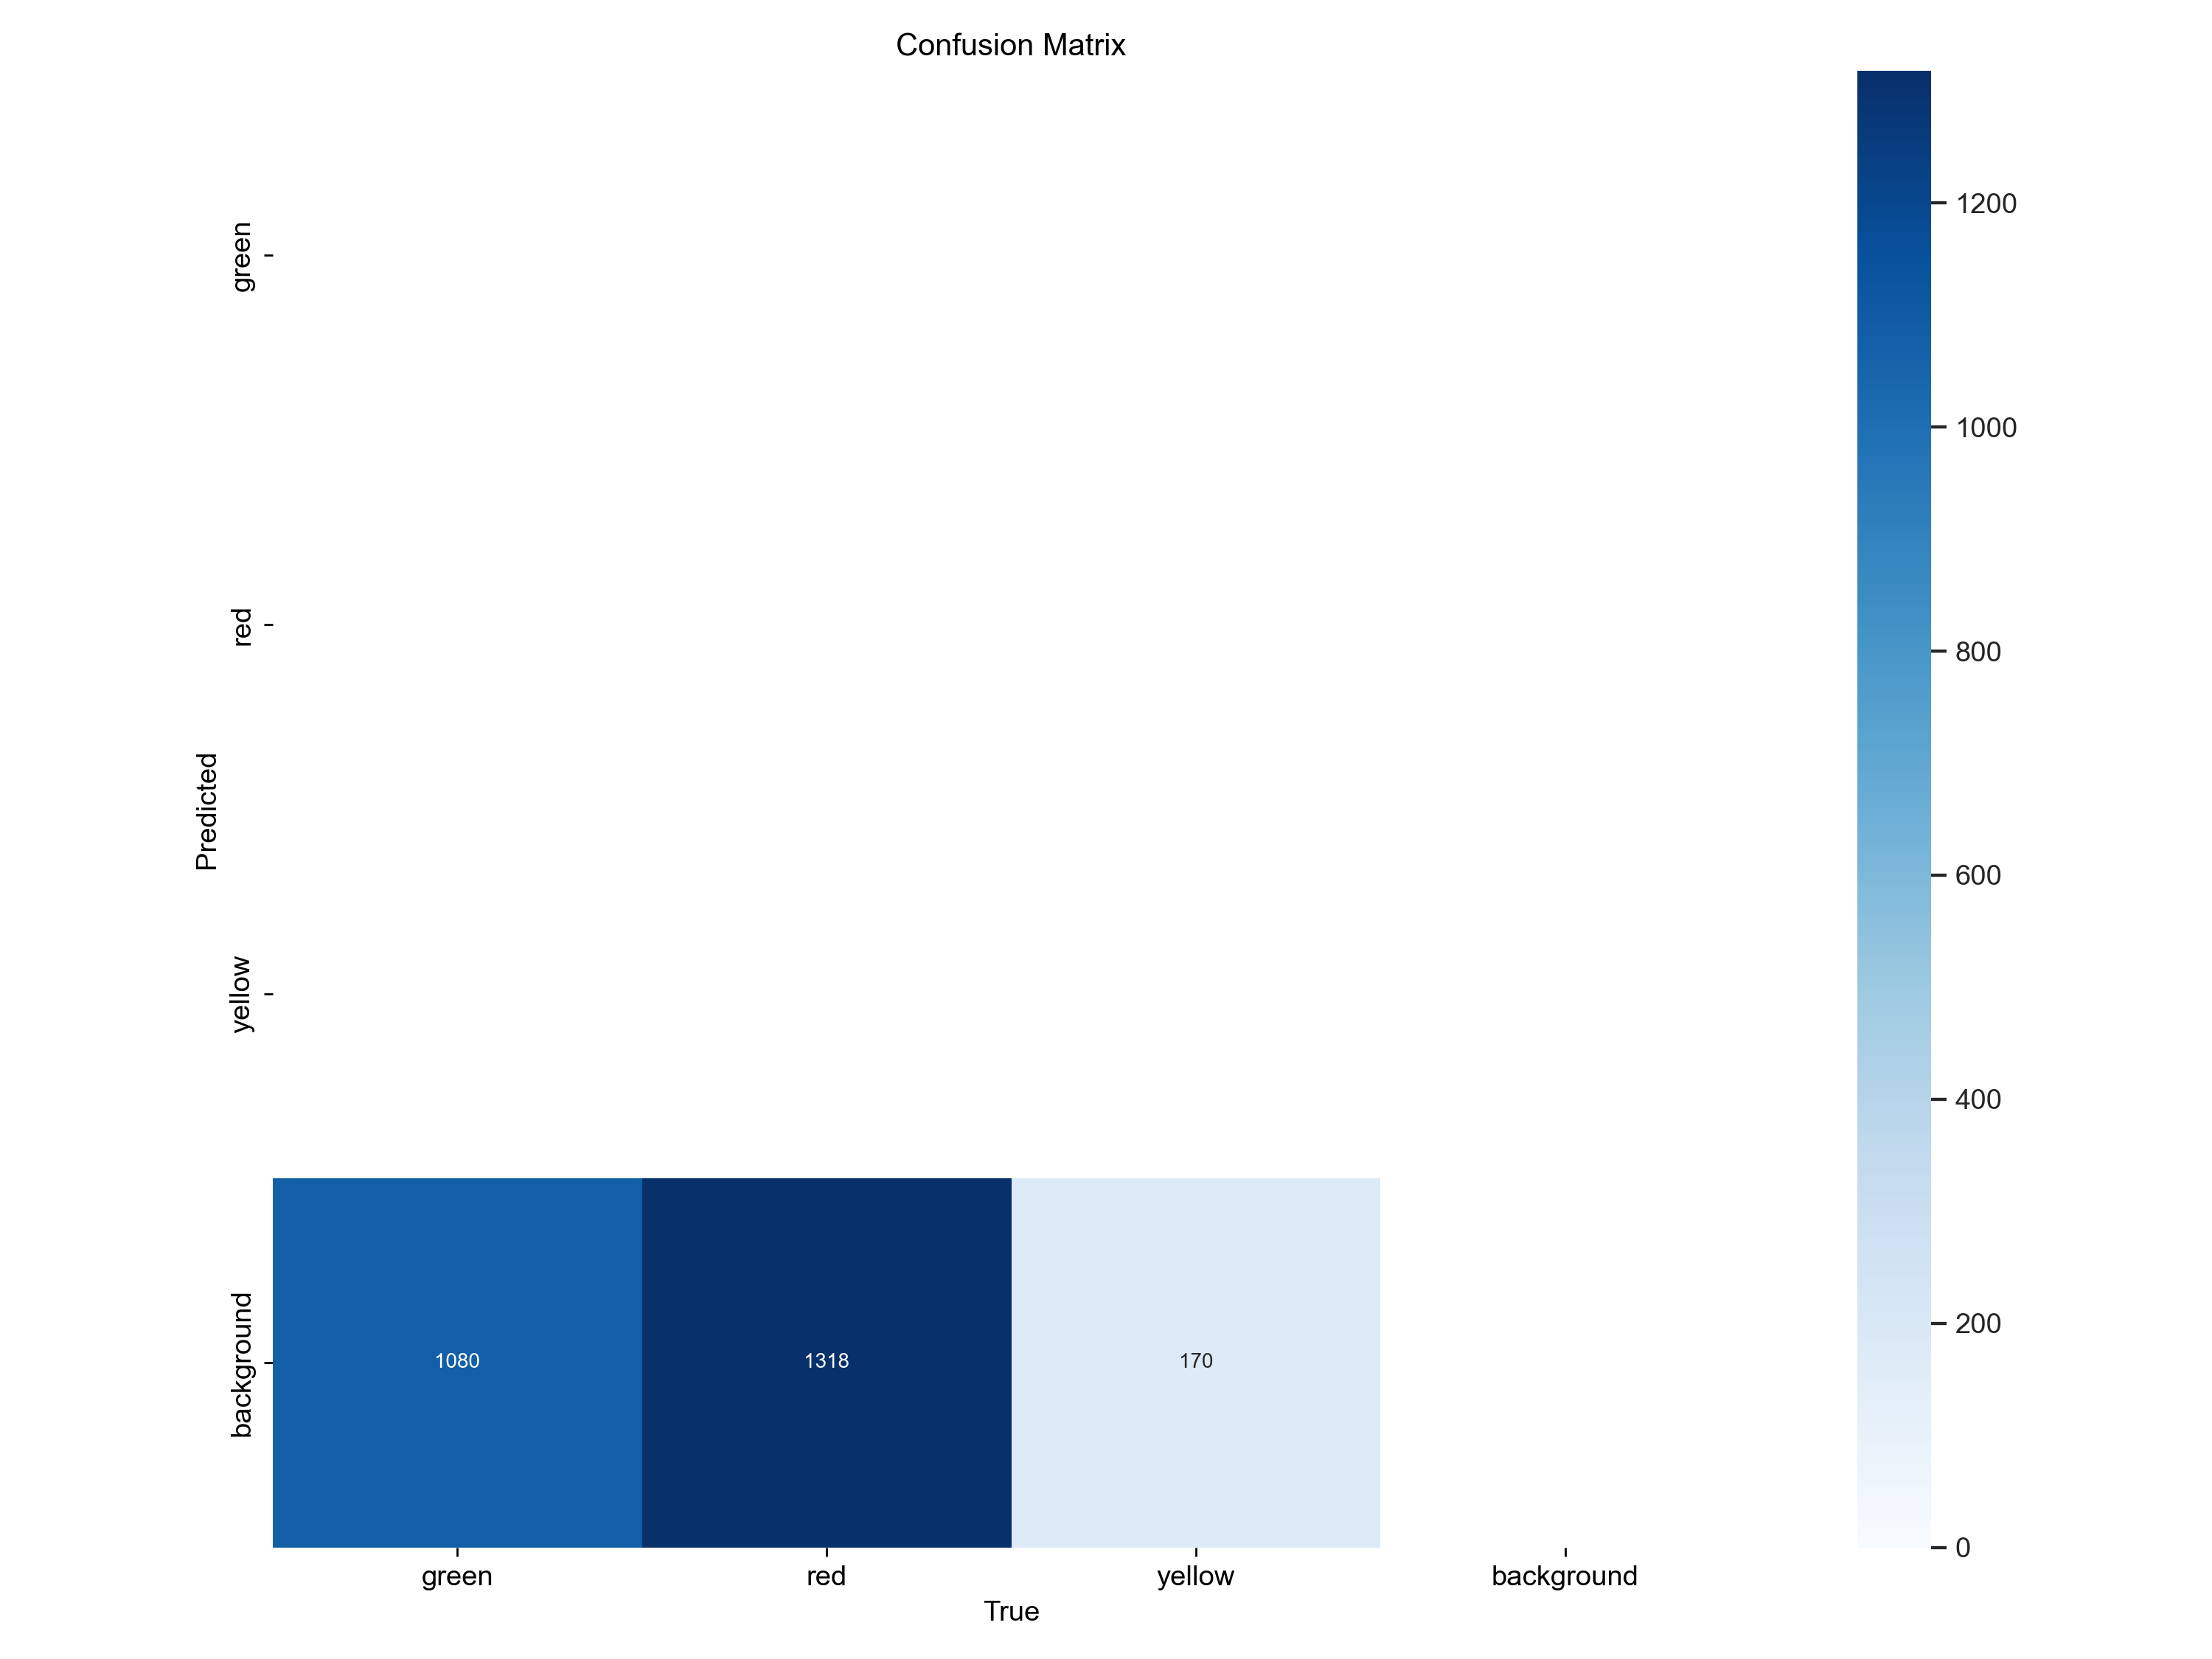 Confusion Matrix
green
red
yellow
background
Predicted
1080
1318
170
green
red
yellow
background
True
1200
1000
800
600
400
200
0